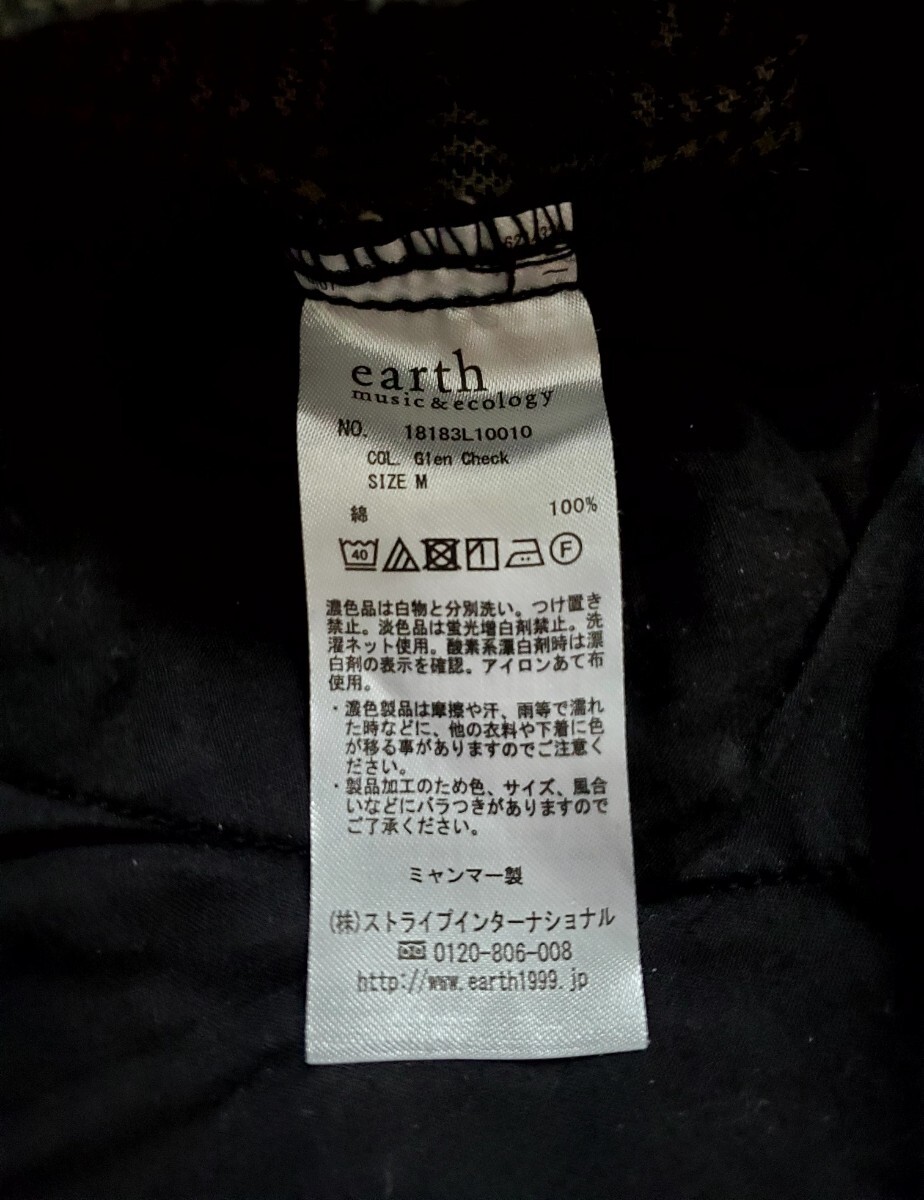 earth
music&ecology
NO. 18183L10010
COL. Glen Check
SIZE M
綿 100%
40 F
濃色品は白物と分別洗い。つけ置き
禁止。淡色品は蛍光増白剤禁止。洗
濯ネット使用。酸素系漂白剤時は漂
白剤の表示を確認。アイロンあて布
使用。
・濃色製品は摩擦や汗、雨等で濡れ
た時などに、他の衣料や下着に色
が移る事がありますのでご注意く
ださい。
・製品加工のため色、サイズ、風合
いなどにバラつきがありますので
ご了承ください。
ミャンマー製
(株)ストライプインターナショナル
0120-806-008
http://www.earth1999.jp